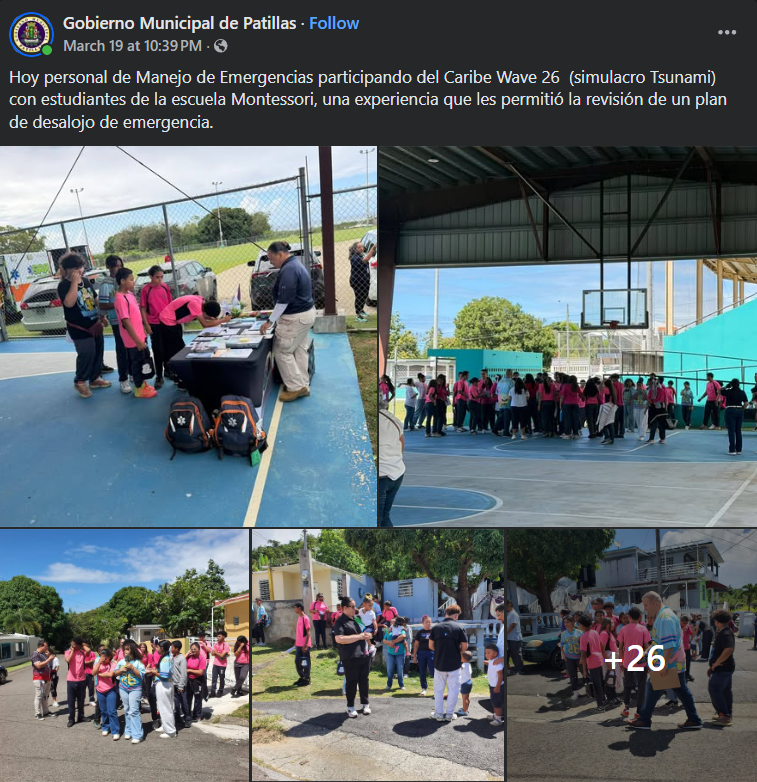 Gobierno Municipal de Patillas · Follow
March 19 at 10:39 PM ·
Hoy personal de Manejo de Emergencias participando del Caribe Wave 26 (simulacro Tsunami)
con estudiantes de la escuela Montessori, una experiencia que les permitió la revisión de un plan
de desalojo de emergencia.
+26